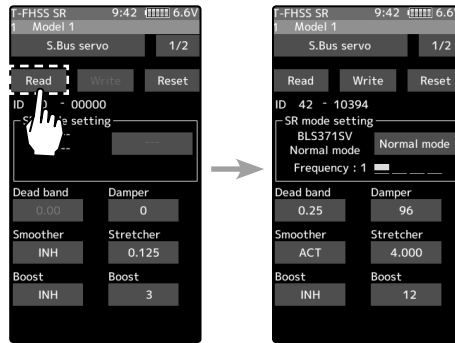 T-FHSS SR 9:42 6.6V
1 Model 1
S.Bus servo 1/2
Read Write Reset
ID - 00000
mode setting
---
Dead band Damper
0.00 0
Smoother Stretcher
INH 0.125
Boost Boost
INH 3
T-FHSS SR 9:42 6.6V
1 Model 1
S.Bus servo 1/2
Read Write Reset
ID 42 - 10394
SR mode setting
BLS371SV
Normal mode
Normal mode
Frequency : 1
Dead band Damper
0.25 96
Smoother Stretcher
ACT 4.000
Boost Boost
INH 12